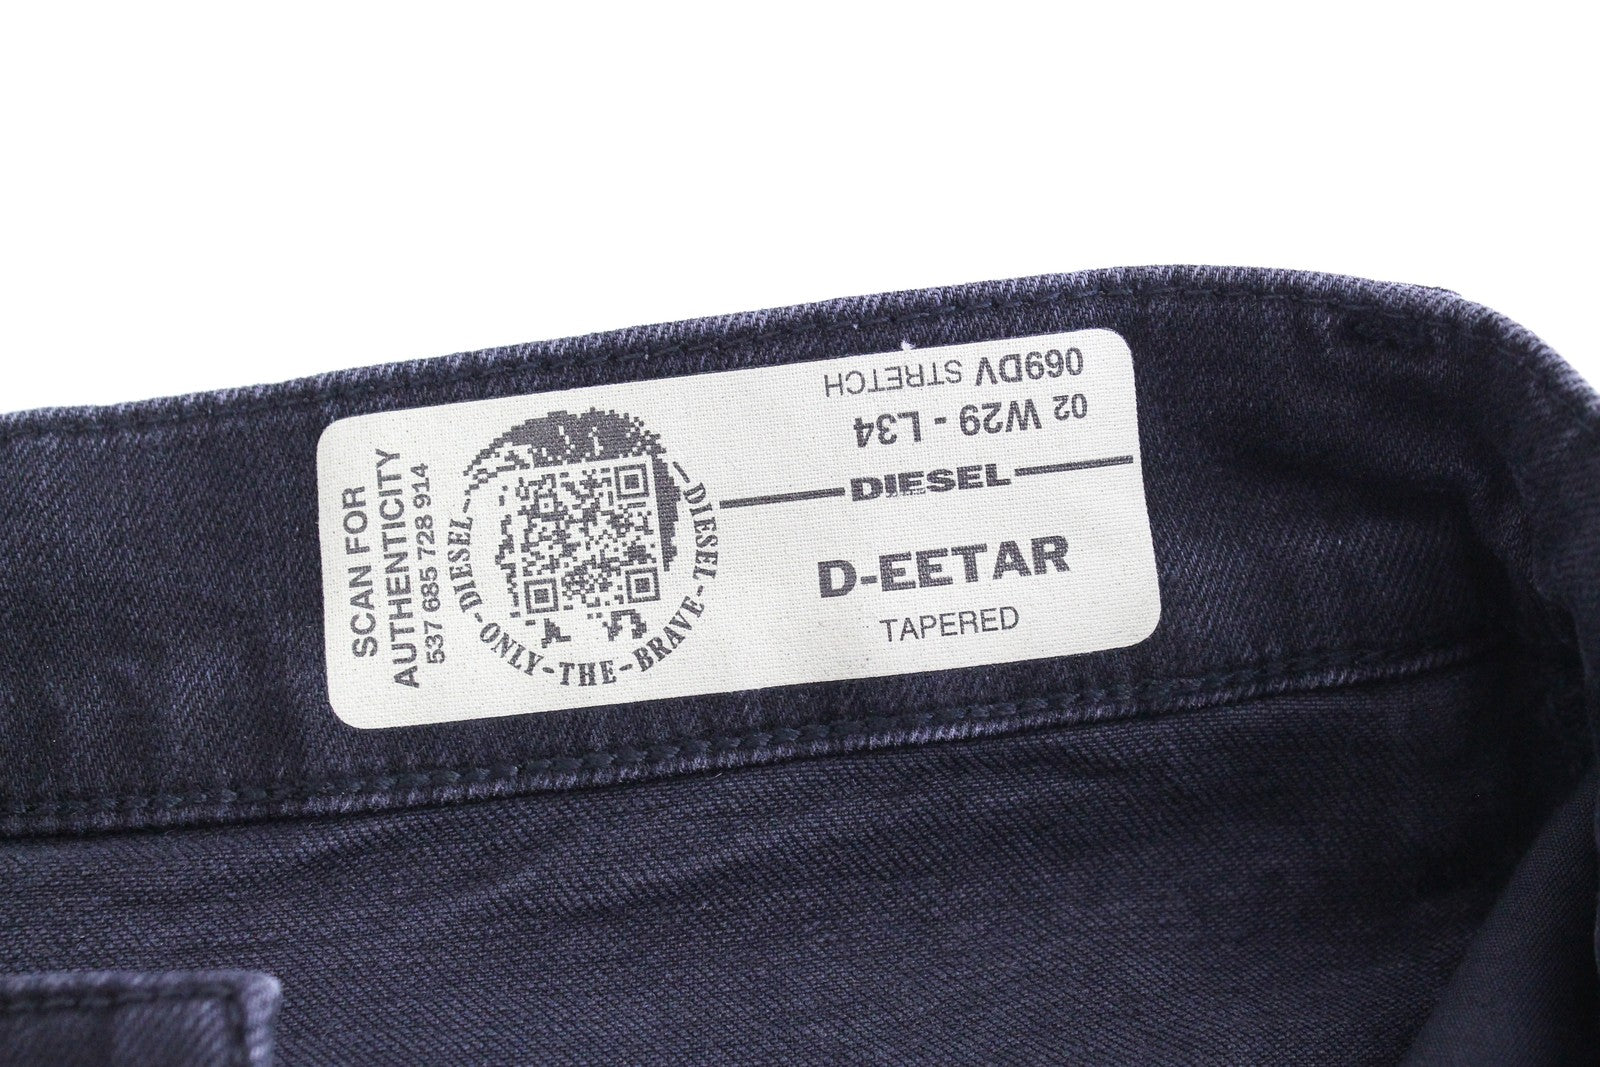 SCAN FOR
AUTHENTICITY
537 685 728 914
DIESEL-ONLY-THE-BRAVE-DIESEL
069DV STRETCH
02 W29 - L34
DIESEL
D-EETAR
TAPERED